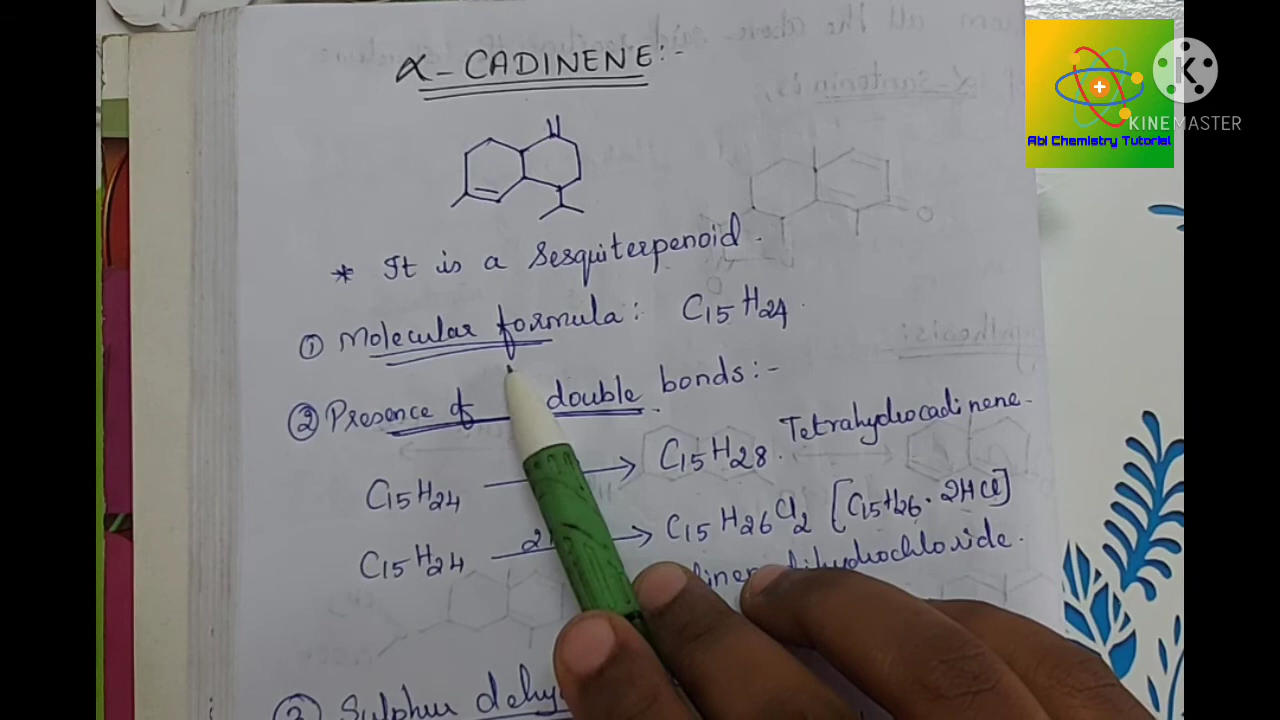 α-CADINENE:-
* It is a Sesquiterpenoid.
① Molecular formula: C15H24.
② Presence of double bonds:-
C15H24 → C15H28. Tetrahydrocadinene.
C15H24 → C15H26Cl2 [C15H26.2HCl]
dihydrochloride.
③ Sulphur
KINEMASTER
Abi Chemistry Tutorial